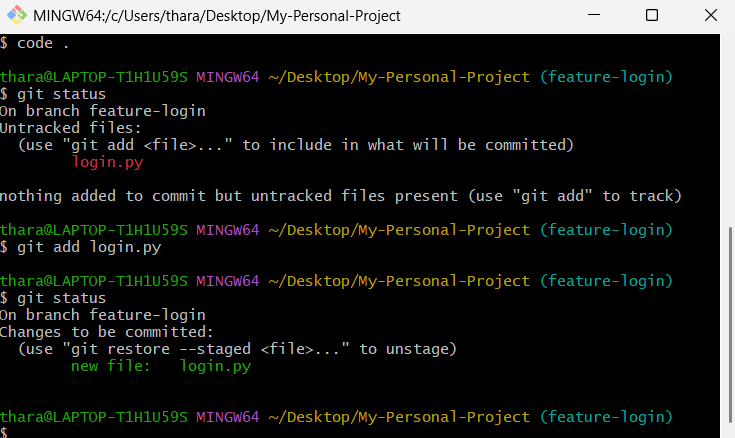 MINGW64:/c/Users/thara/Desktop/My-Personal-Project
$ code .
thara@LAPTOP-T1H1U59S MINGW64 ~/Desktop/My-Personal-Project (feature-login)
$ git status
On branch feature-login
Untracked files:
  (use "git add <file>..." to include in what will be committed)
        login.py
nothing added to commit but untracked files present (use "git add" to track)
thara@LAPTOP-T1H1U59S MINGW64 ~/Desktop/My-Personal-Project (feature-login)
$ git add login.py
thara@LAPTOP-T1H1U59S MINGW64 ~/Desktop/My-Personal-Project (feature-login)
$ git status
On branch feature-login
Changes to be committed:
  (use "git restore --staged <file>..." to unstage)
        new file:   login.py
thara@LAPTOP-T1H1U59S MINGW64 ~/Desktop/My-Personal-Project (feature-login)
$